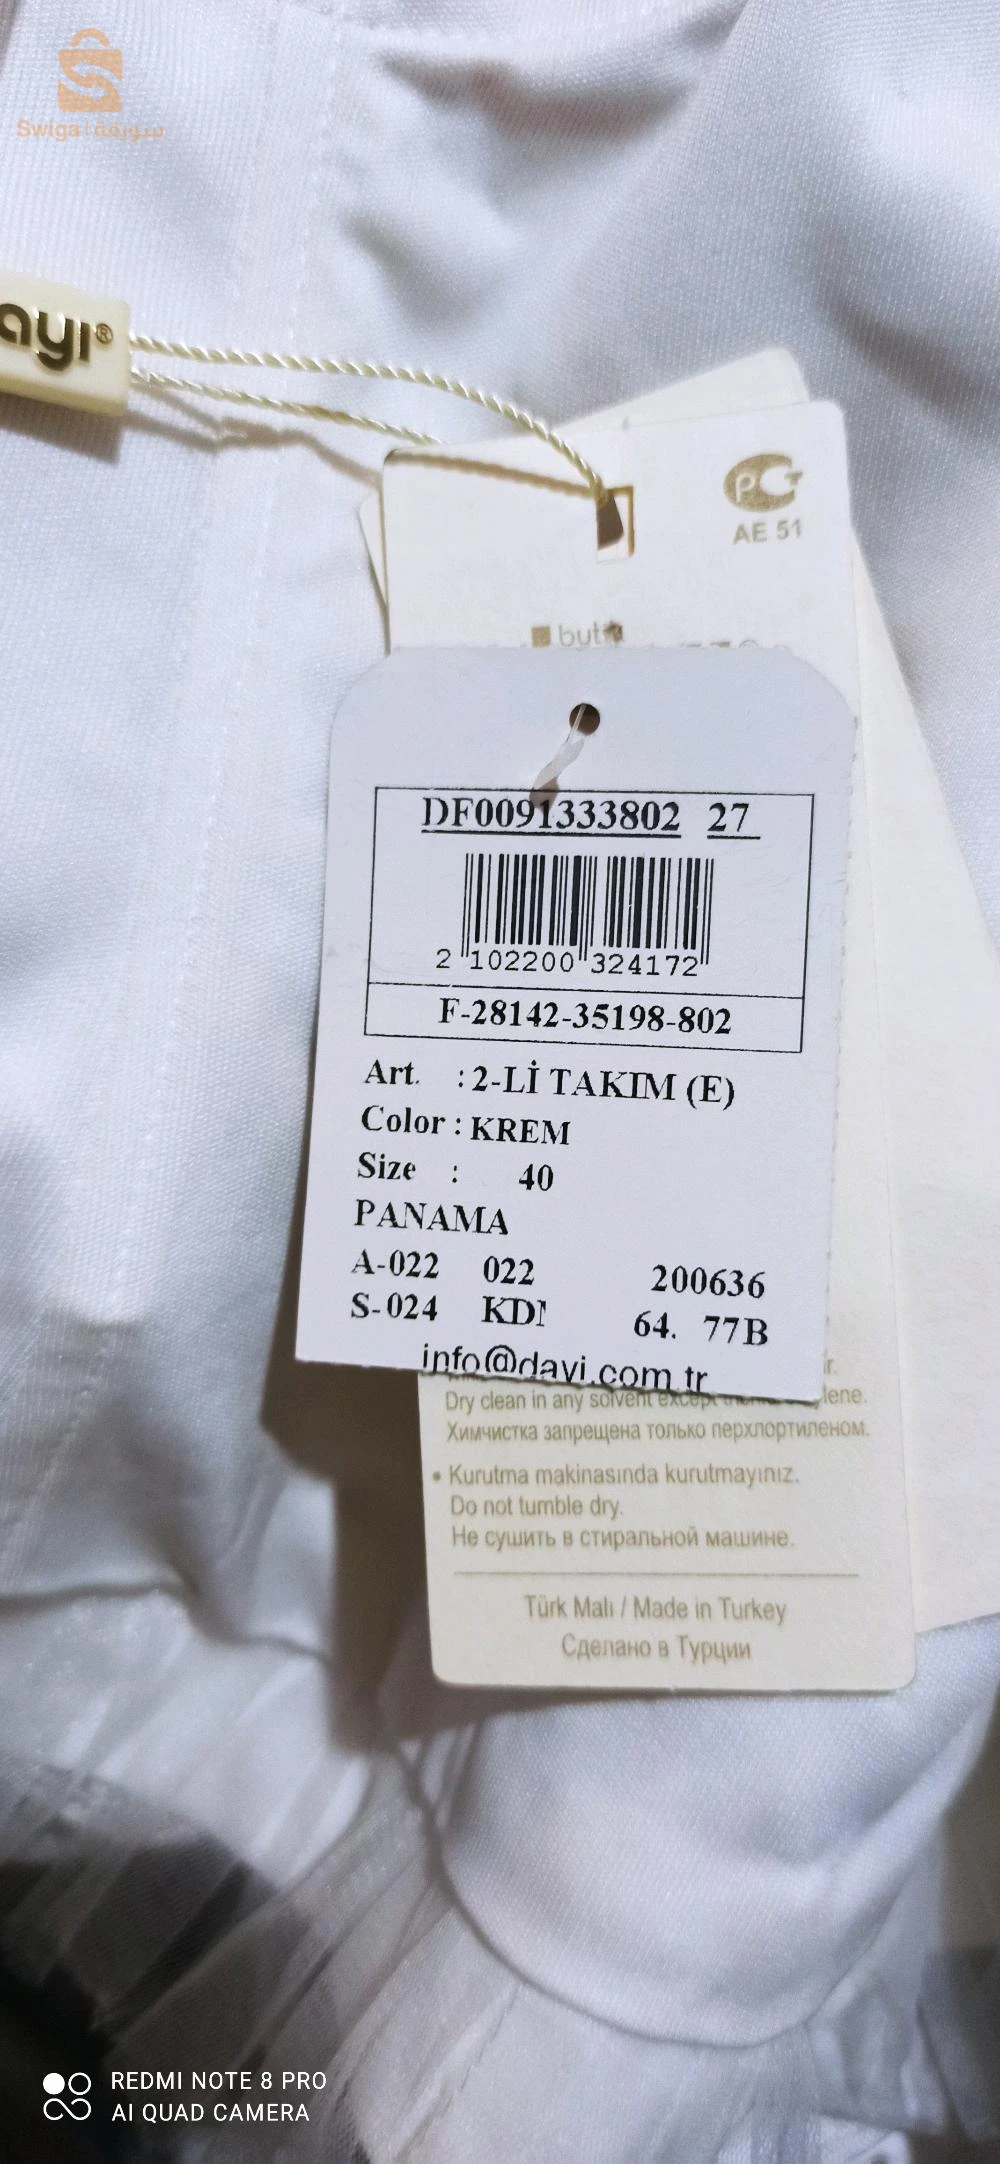 Swiga | سويقة
ayı®
PCT
AE 51
DF0091333802 27
2 102200 324172
F-28142-35198-802
Art. : 2-Lİ TAKIM (E)
Color : KREM
Size : 40
PANAMA
A-022 022 200636
S-024 64. 77B
info@dayi.com.tr
Dry clean in any solvent except
Химчистка запрещена только перхлортиленом.
• Kurutma makinasında kurutmayınız.
Do not tumble dry.
Не сушить в стиральной машине.
Türk Malı / Made in Turkey
Сделано в Турции
REDMI NOTE 8 PRO
AI QUAD CAMERA